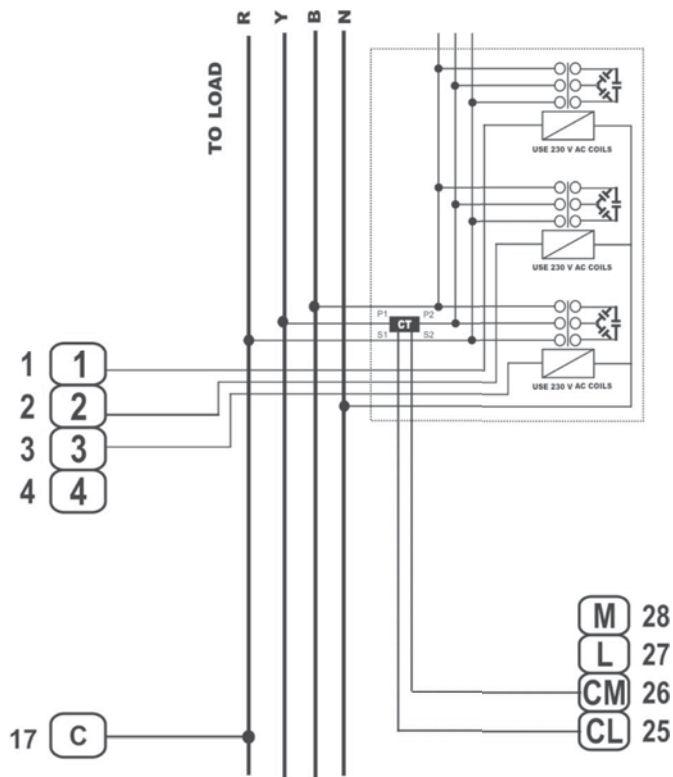 R Y B N
TO LOAD
USE 230 V AC COILS
USE 230 V AC COILS
P1 CT P2
S1 S2
USE 230 V AC COILS
1 1
2 2
3 3
4 4
M 28
L 27
CM 26
CL 25
17 C